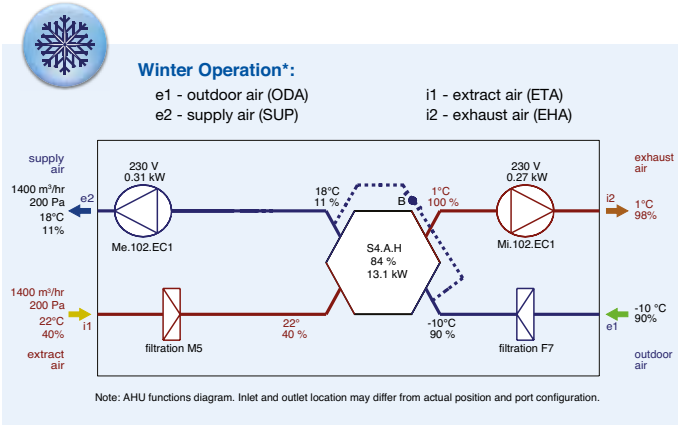 Winter Operation*:
e1 - outdoor air (ODA)
i1 - extract air (ETA)
e2 - supply air (SUP)
i2 - exhaust air (EHA)
supply
air
230 V
0.31 kW
230 V
0.27 kW
exhaust
air
1400 m³/hr
200 Pa
18°C
11%
e2
18°C
11 %
B
1°C
100 %
i2
1°C
98%
Me.102.EC1
Mi.102.EC1
S4.A.H
84 %
13.1 kW
1400 m³/hr
200 Pa
22°C
40%
i1
22°
40 %
-10°C
90 %
-10 °C
90%
e1
filtration M5
filtration F7
extract
air
outdoor
air
Note: AHU functions diagram. Inlet and outlet location may differ from actual position and port configuration.